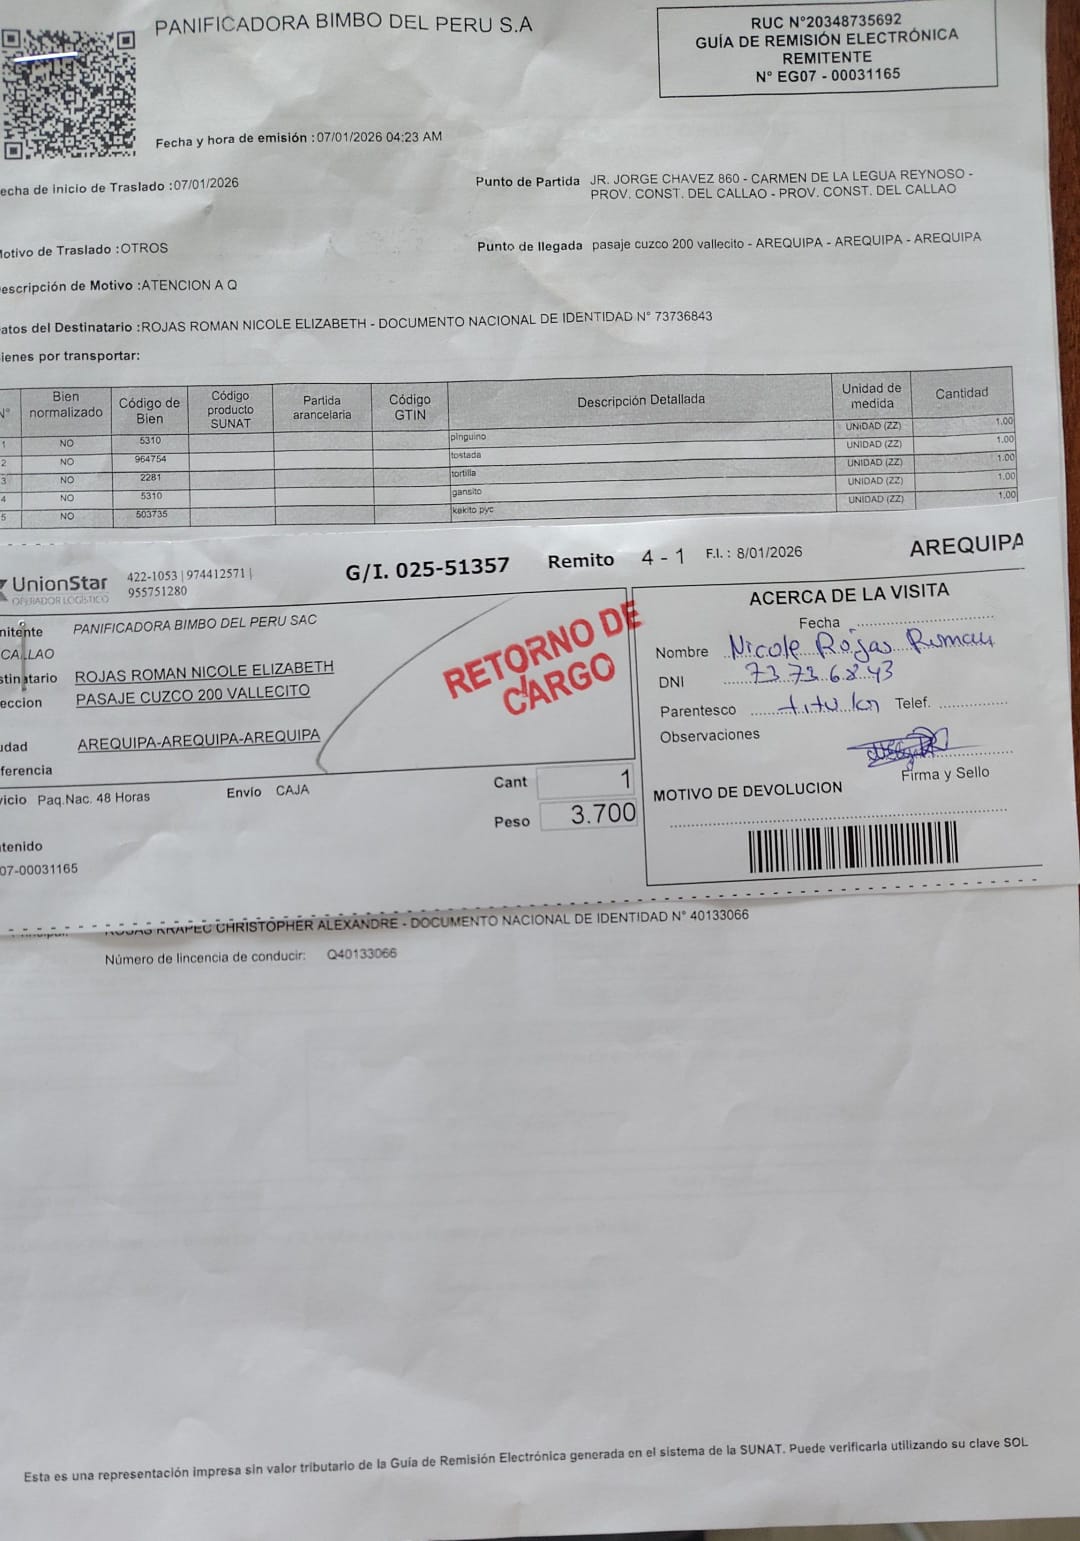 PANIFICADORA BIMBO DEL PERU S.A
RUC N°20348735692
GUÍA DE REMISIÓN ELECTRÓNICA
REMITENTE
N° EG07 - 00031165
Fecha y hora de emisión :07/01/2026 04:23 AM
echa de inicio de Traslado :07/01/2026
Punto de Partida JR. JORGE CHAVEZ 860 - CARMEN DE LA LEGUA REYNOSO -
PROV. CONST. DEL CALLAO - PROV. CONST. DEL CALLAO
Motivo de Traslado :OTROS
Punto de llegada pasaje cuzco 200 vallecito - AREQUIPA - AREQUIPA - AREQUIPA
escripción de Motivo :ATENCION A Q
atos del Destinatario :ROJAS ROMAN NICOLE ELIZABETH - DOCUMENTO NACIONAL DE IDENTIDAD N° 73736843
ienes por transportar:
N° Bien normalizado Código de Bien Código producto SUNAT Partida arancelaria Código GTIN Descripción Detallada Unidad de medida Cantidad
1 NO 5310 pinguino UNIDAD (ZZ) 1.00
2 NO 964754 tostada UNIDAD (ZZ) 1.00
3 NO 2281 tortilla UNIDAD (ZZ) 1.00
4 NO 5310 gansito UNIDAD (ZZ) 1.00
5 NO 503735 kekito pyc UNIDAD (ZZ) 1.00
UnionStar
OPERADOR LOGÍSTICO
422-1053 | 974412571 |
955751280
G/I. 025-51357 Remito 4 - 1 F.I. : 8/01/2026 AREQUIPA
mitente PANIFICADORA BIMBO DEL PERU SAC
CALLAO
stinatario ROJAS ROMAN NICOLE ELIZABETH
eccion PASAJE CUZCO 200 VALLECITO
udad AREQUIPA-AREQUIPA-AREQUIPA
ferencia
vicio Paq.Nac. 48 Horas Envío CAJA
Cant 1
Peso 3.700
ntenido
07-00031165
RETORNO DE
CARGO
ACERCA DE LA VISITA
Fecha
Nombre Nicole Rojas Roman
DNI 73736843
Parentesco titular Telef.
Observaciones
Firma y Sello
MOTIVO DE DEVOLUCION
ROJAS KRAPEC CHRISTOPHER ALEXANDRE - DOCUMENTO NACIONAL DE IDENTIDAD N° 40133066
Número de lincencia de conducir: Q40133066
Esta es una representación impresa sin valor tributario de la Guía de Remisión Electrónica generada en el sistema de la SUNAT. Puede verificarla utilizando su clave SOL